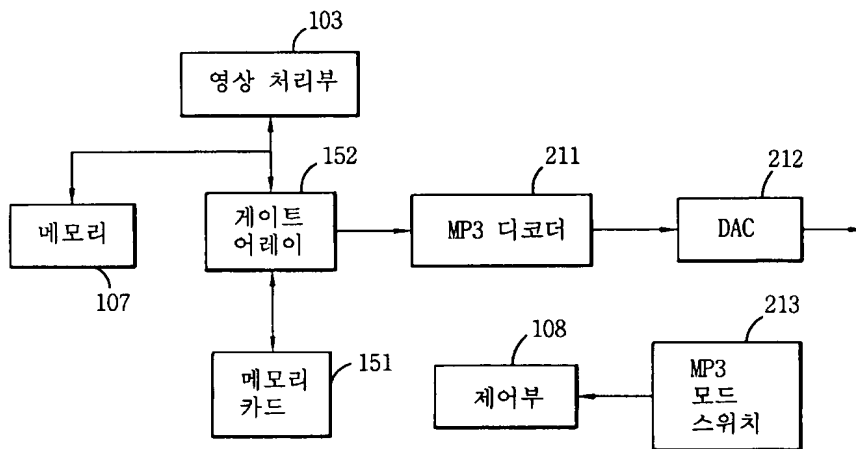 103
영상 처리부
152
211
212
메모리
게이트
어레이
MP3 디코더
DAC
107
213
108
151
메모리
카드
제어부
MP3
모드
스위치